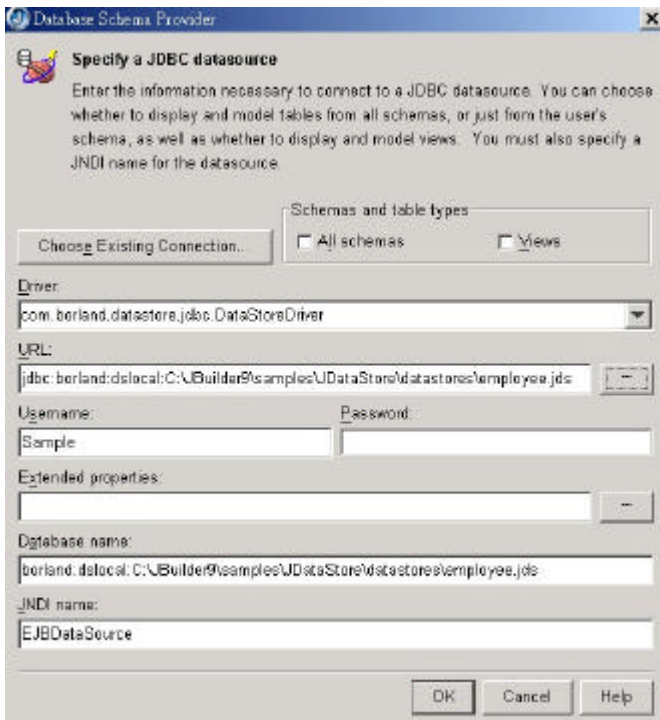 Database Schema Provider
Specify a JDBC datasource
Enter the information necessary to connect to a JDBC datasource. You can choose
whether to display and model tables from all schemas, or just from the user's
schema, as well as whether to display and model views. You must also specify a
JNDI name for the datasource.
Schemas and table types
Choose Existing Connection...
All schemas
Views
Driver:
com.borland.datastore.jdbc.DataStoreDriver
URL:
jdbc:borland:dslocal:C:\JBuilder9\samples\JDataStore\datastores\employee.jds
...
Username:
Password:
Sample
Extended properties:
...
Database name:
borland:dslocal:C:\JBuilder9\samples\JDataStore\datastores\employee.jds
JNDI name:
EJBDataSource
OK
Cancel
Help